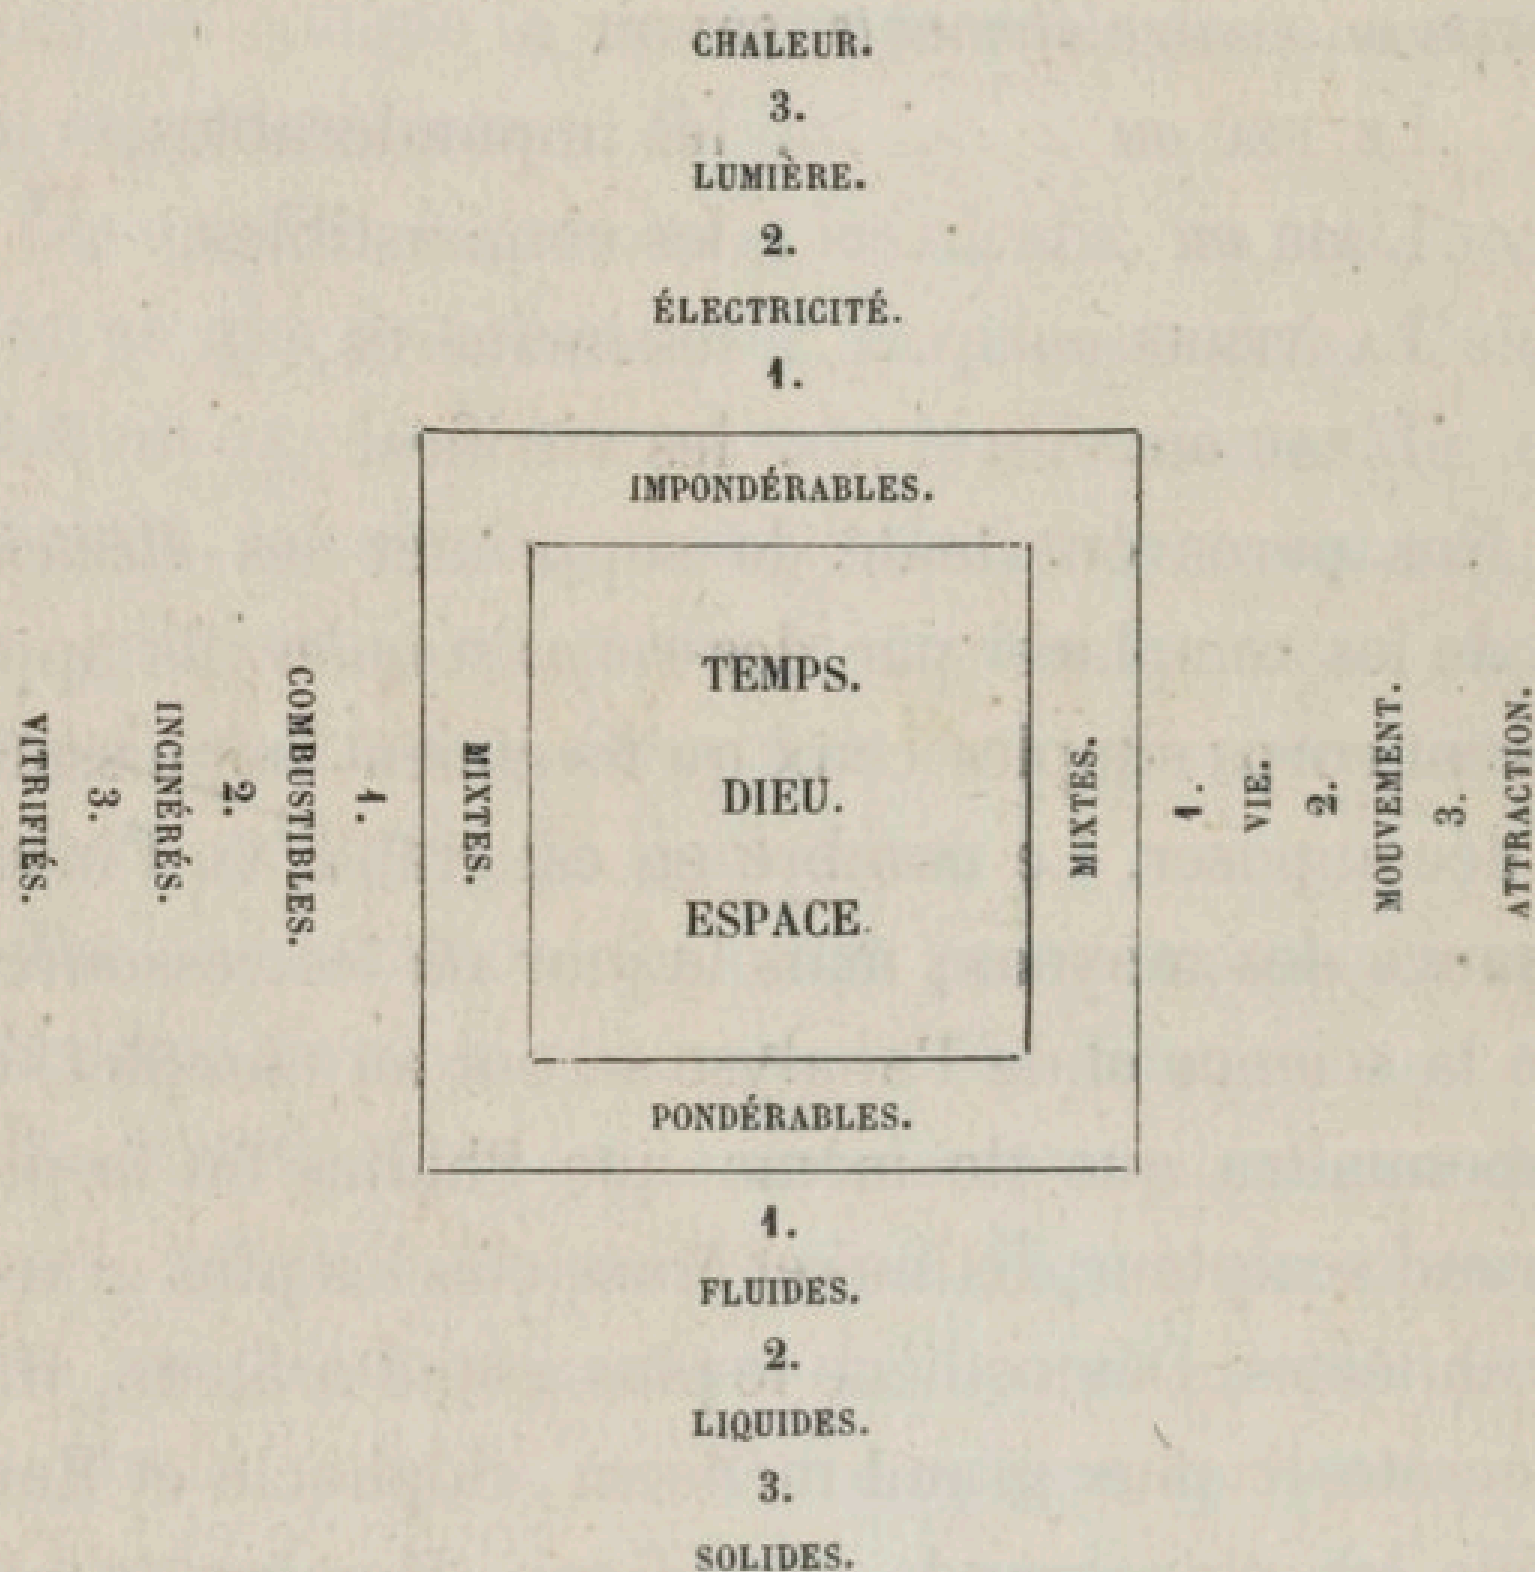 CHALEUR.
3.
LUMIÈRE.
2.
ÉLECTRICITÉ.
1.
IMPONDÉRABLES.
TEMPS.
DIEU.
ESPACE.
PONDÉRABLES.
1.
FLUIDES.
2.
LIQUIDES.
3.
SOLIDES.
MIXTES.
1.
COMBUSTIBLES.
2.
INCINÉRÉS.
3.
VITRIFIÉS.
MIXTES.
1.
VIE.
2.
MOUVEMENT.
3.
ATTRACTION.